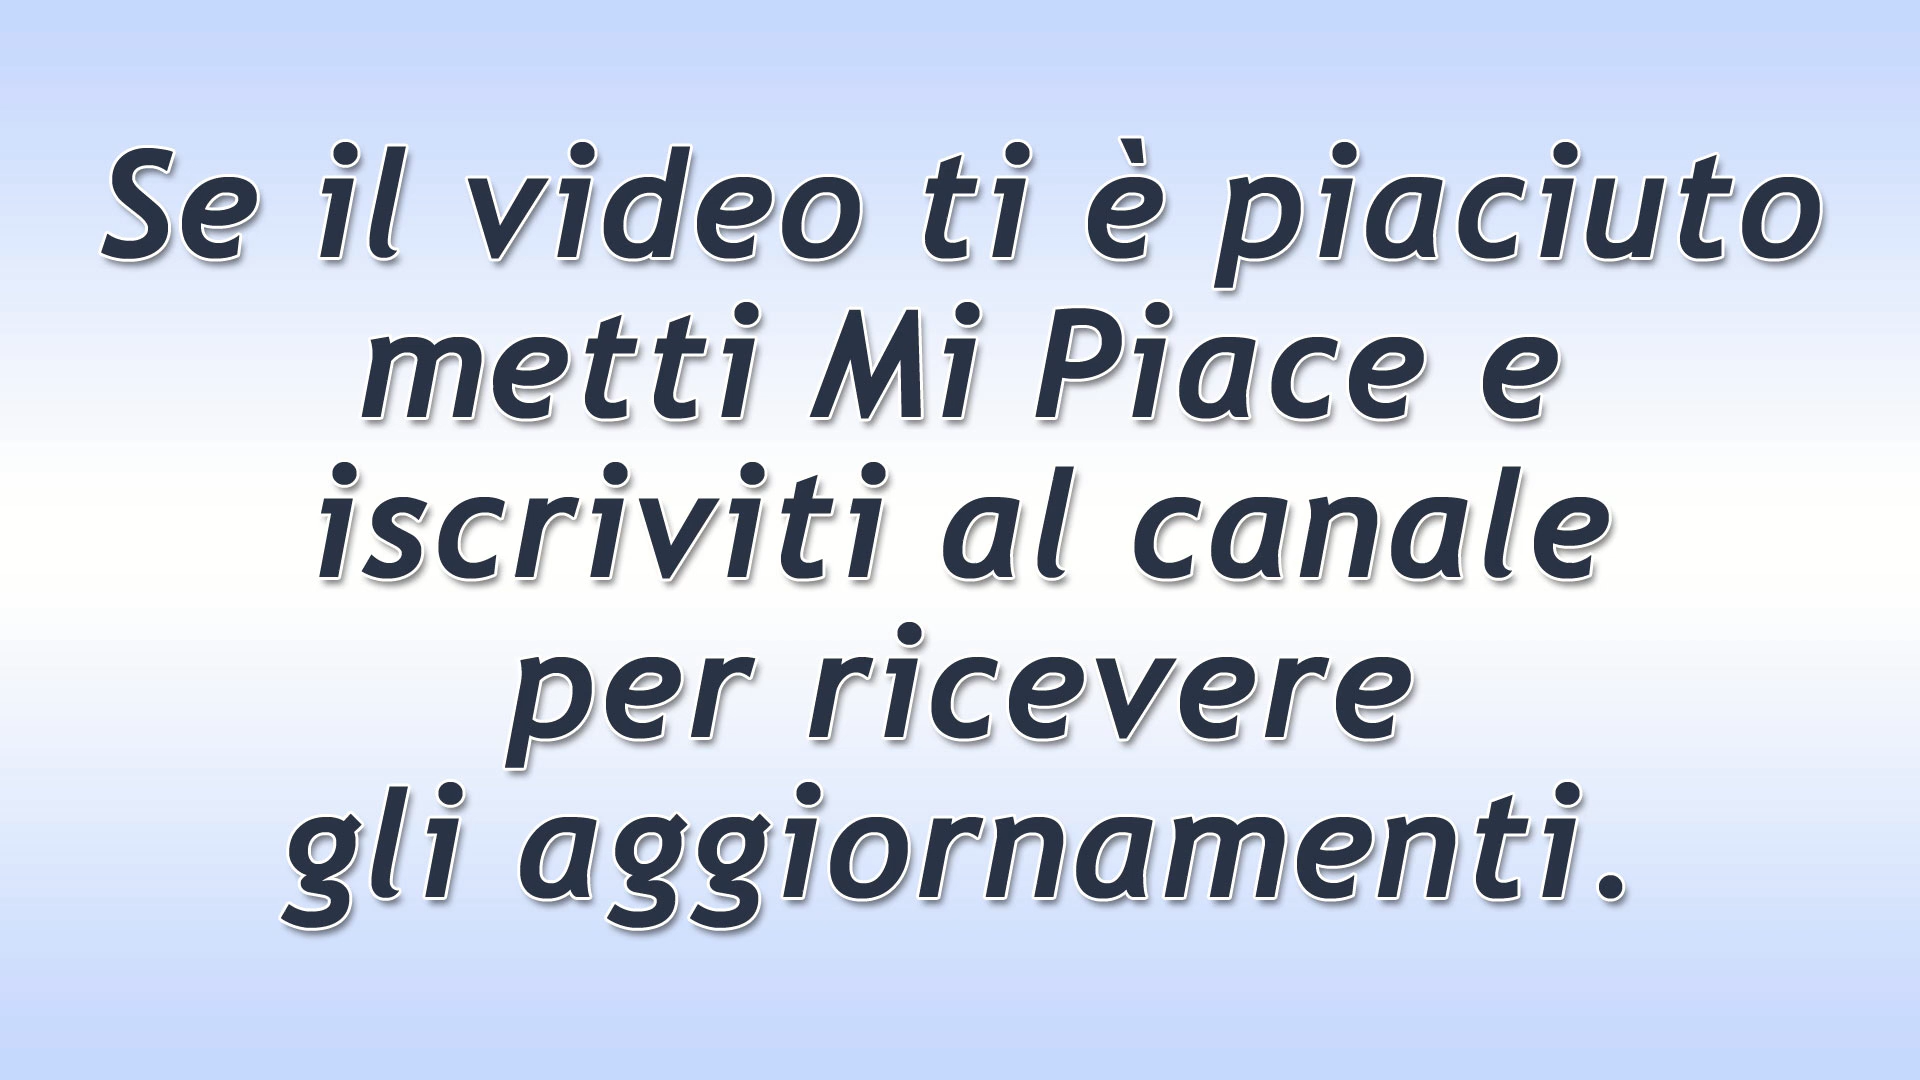 Se il video ti è piaciuto
metti Mi Piace e
iscriviti al canale
per ricevere
gli aggiornamenti.